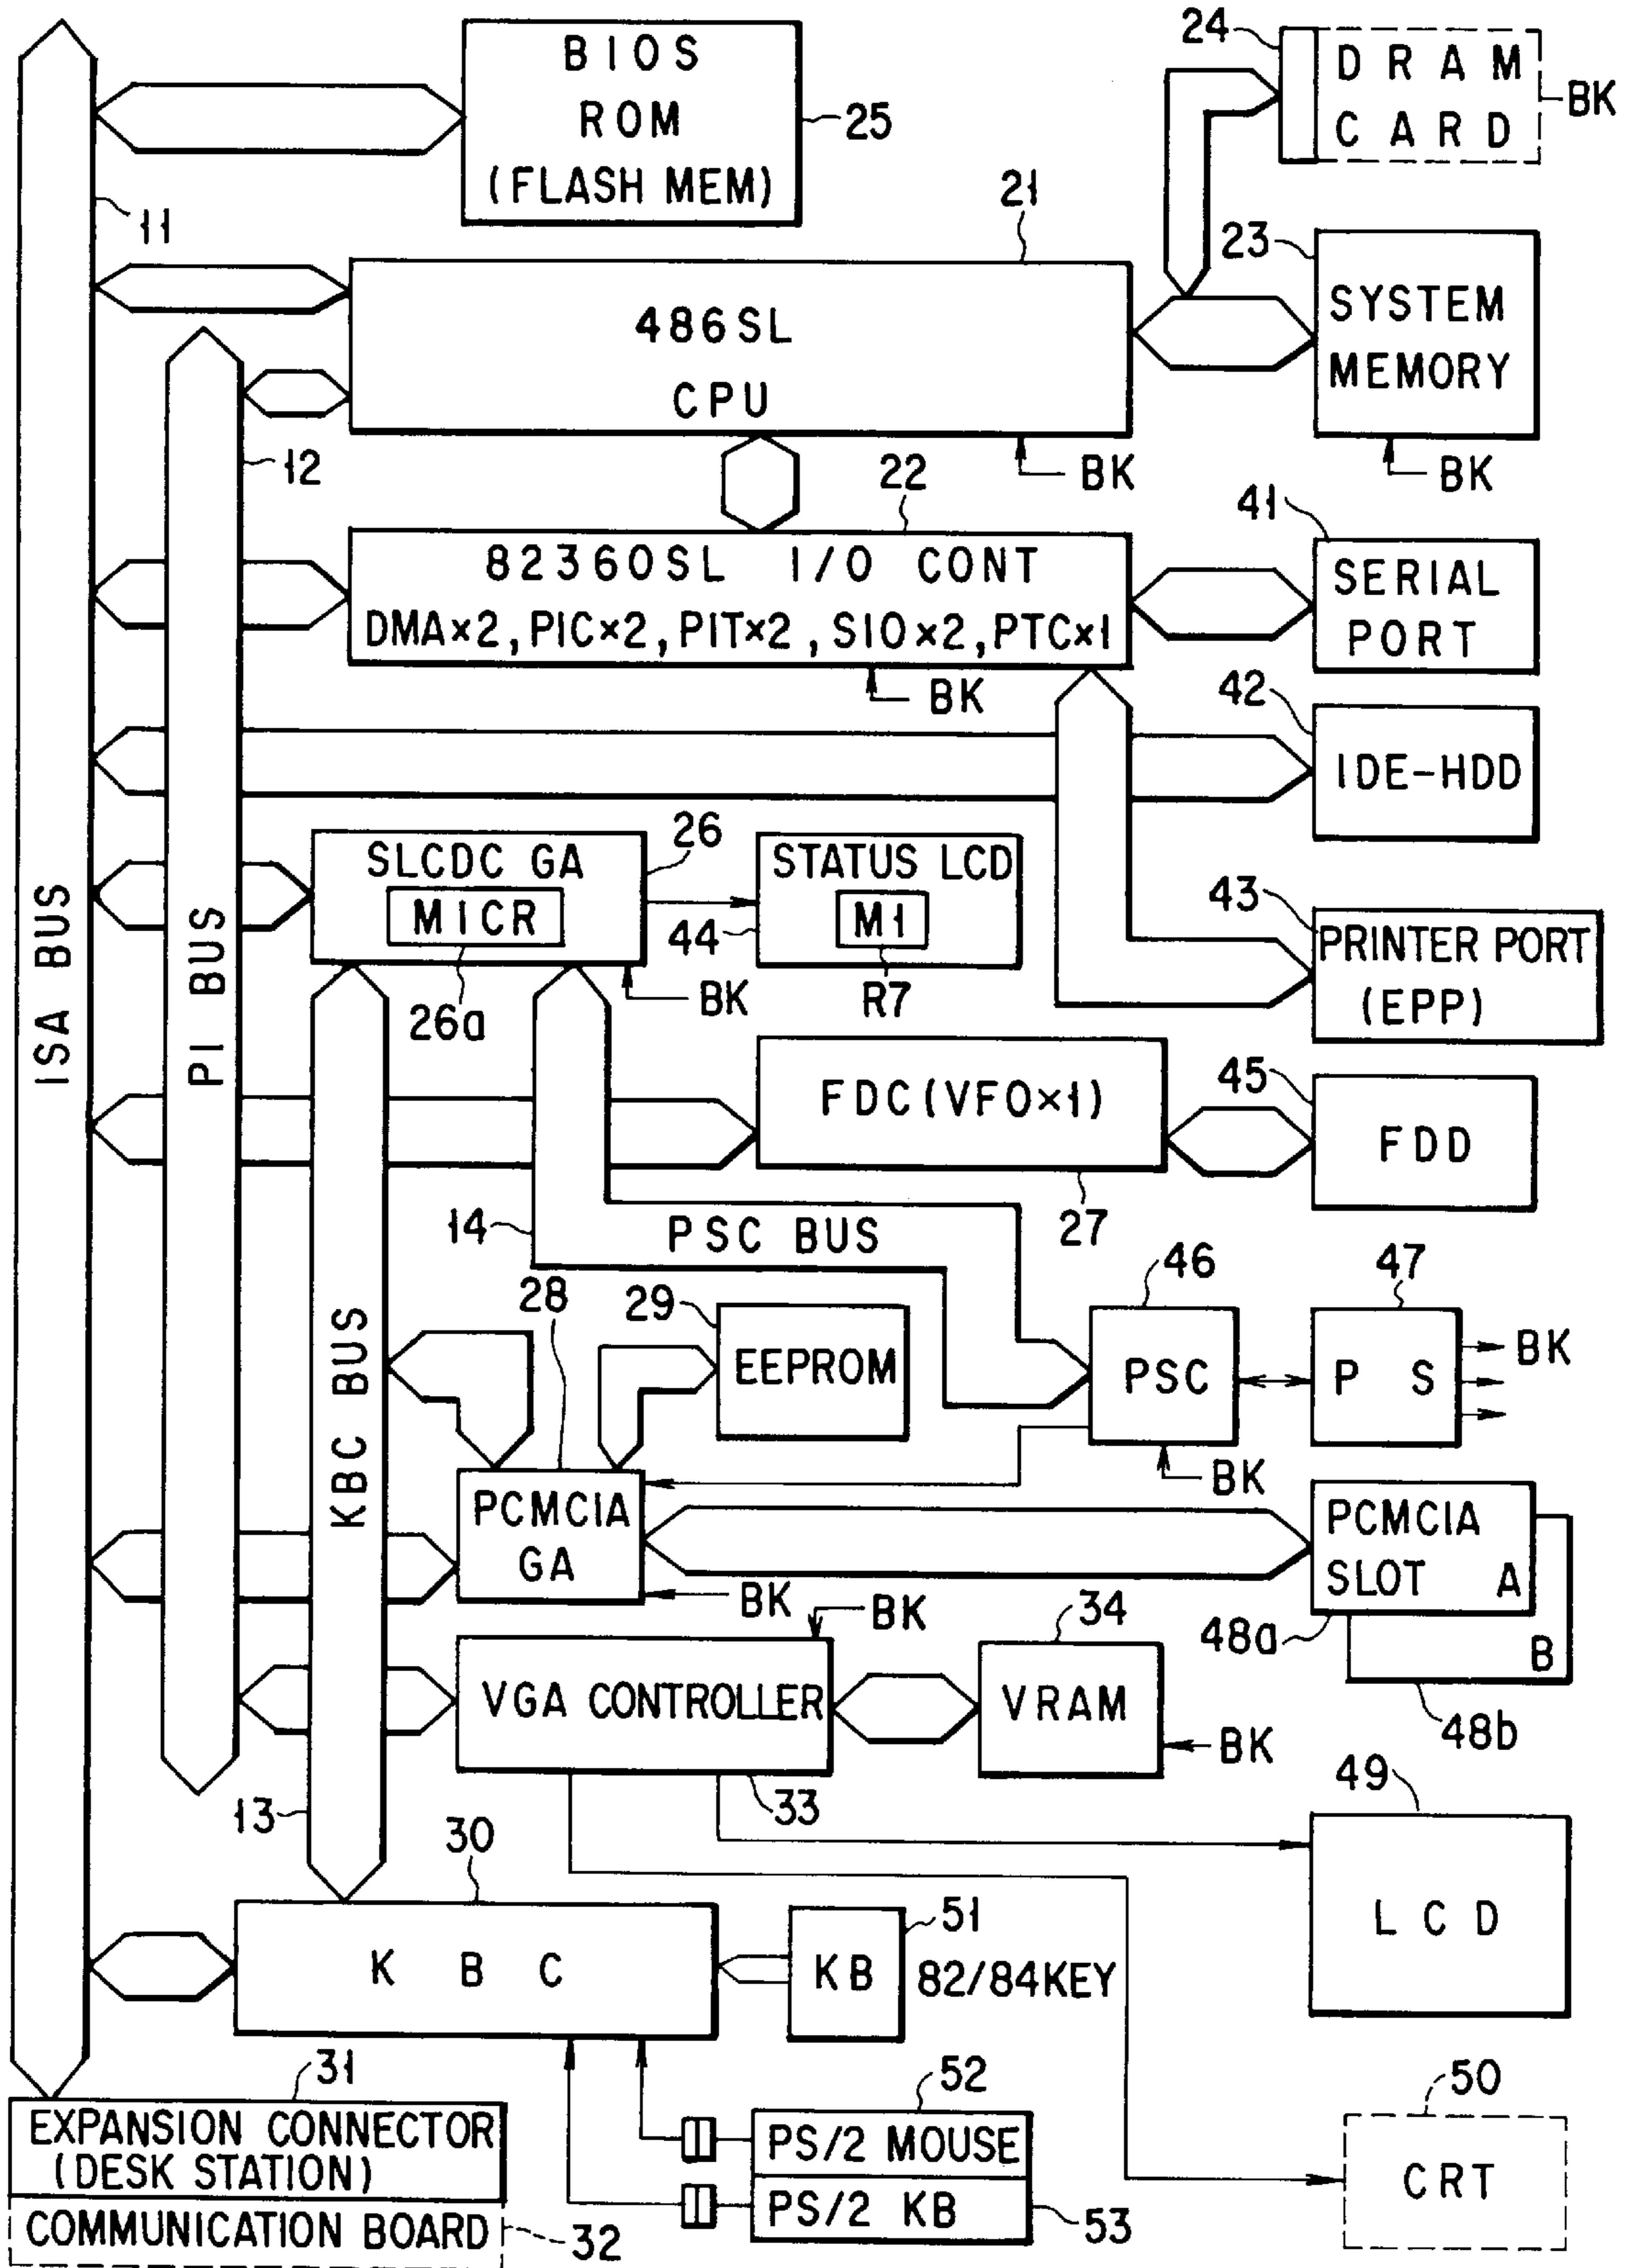 BIOS
ROM
(FLASH MEM)
25
24
DRAM
CARD
BK
11
21
486SL
CPU
BK
23
SYSTEM
MEMORY
BK
12
22
82360SL I/O CONT
DMA×2, PIC×2, PIT×2, SIO×2, PTC×1
BK
41
SERIAL
PORT
42
IDE-HDD
26
SLCDC GA
MICR
26a
BK
STATUS LCD
M1
44
R7
43
PRINTER PORT
(EPP)
ISA BUS
PI BUS
FDC(VFO×1)
27
45
FDD
14
PSC BUS
KBC BUS
28
29
EEPROM
46
PSC
BK
47
PS
BK
PCMCIA
GA
BK
PCMCIA
SLOT A
48a
B
48b
BK
VGA CONTROLLER
33
34
VRAM
BK
13
49
LCD
30
KBC
51
KB
82/84KEY
31
EXPANSION CONNECTOR
(DESK STATION)
COMMUNICATION BOARD
32
52
PS/2 MOUSE
PS/2 KB
53
50
CRT